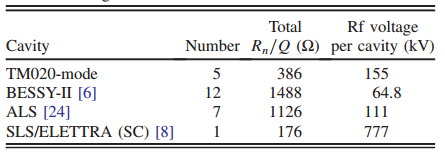 Total Rf voltage
Cavity Number Rn/Q (Ω) per cavity (kV)
TM020-mode 5 386 155
BESSY-II [6] 12 1488 64.8
ALS [24] 7 1126 111
SLS/ELETTRA (SC) [8] 1 176 777